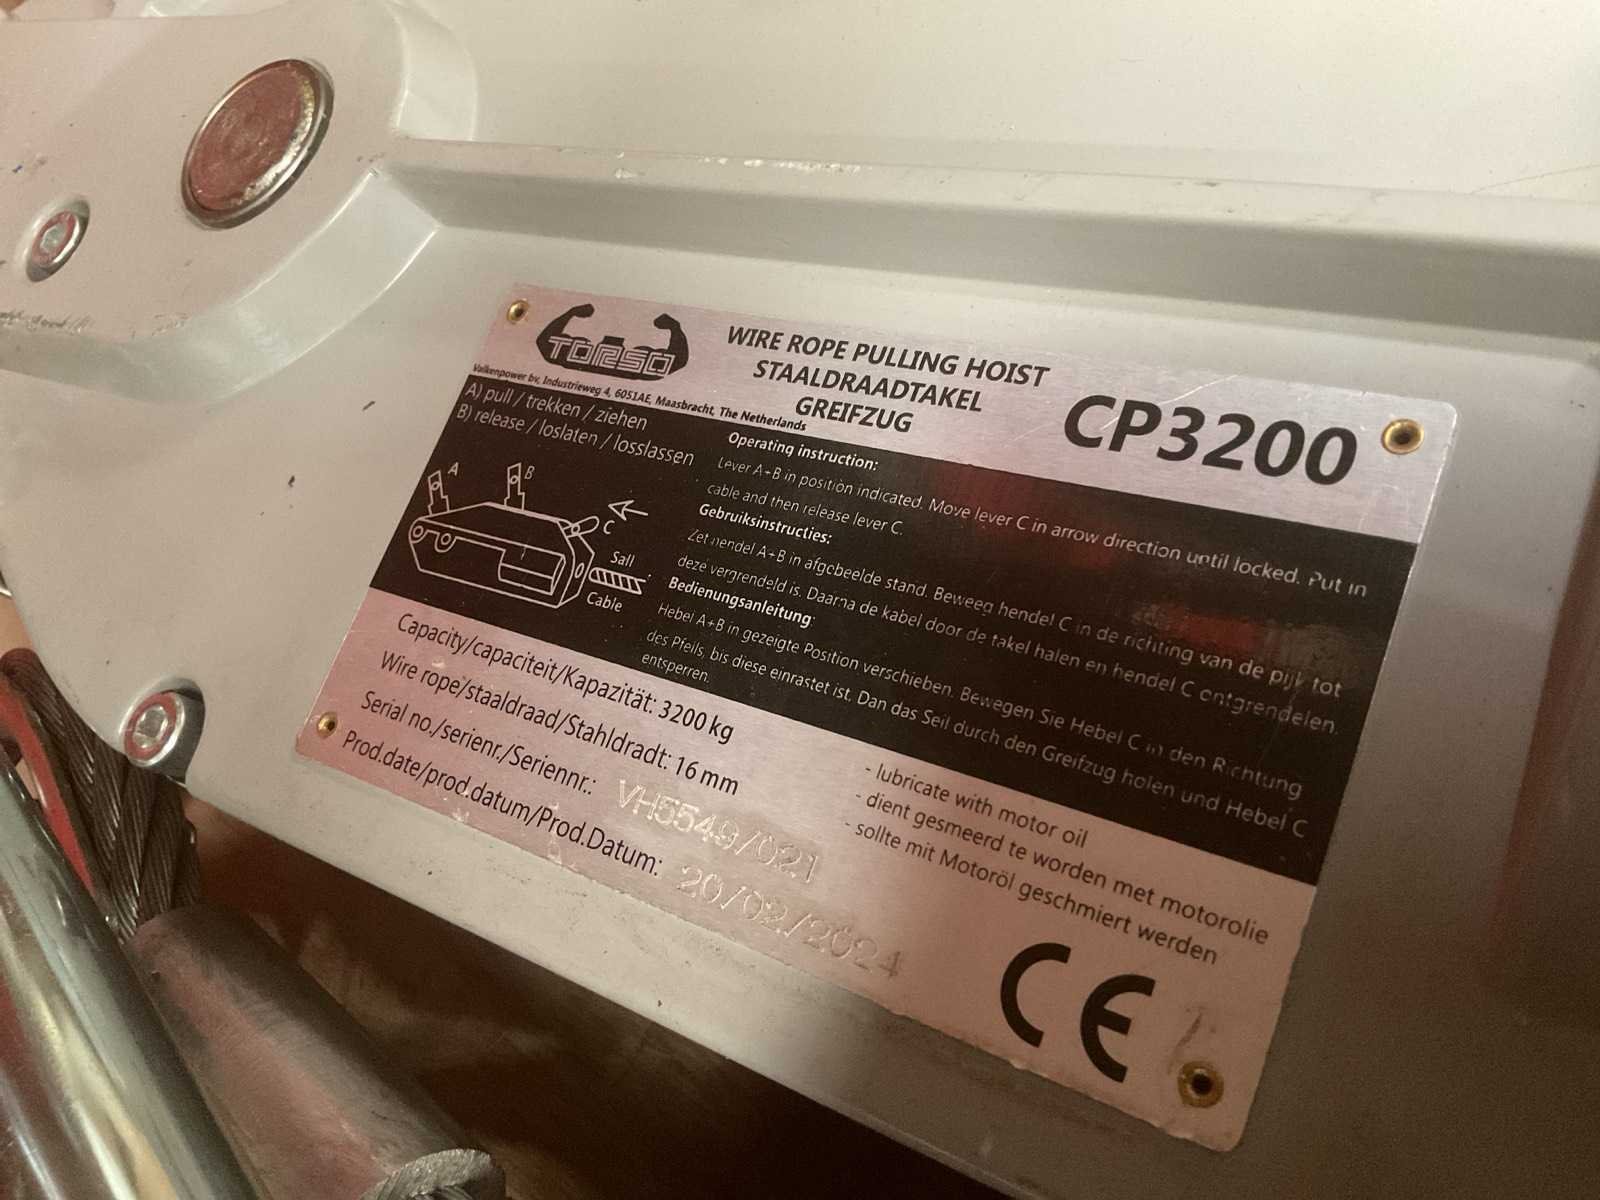 TORSO
WIRE ROPE PULLING HOIST
STAALDRAADTAKEL
GREIFZUG
CP3200
Valkenpower bv, Industrieweg 4, 6051AE, Maasbracht, The Netherlands
A) pull / trekken / ziehen
B) release / loslaten / losslassen
A
B
C
Sall
Cable
Operating instruction:
Lever A+B in position indicated. Move lever C in arrow direction until locked. Put in
cable and then release lever C.
Gebruiksinstructies:
Zet hendel A+B in afgebeelde stand. Beweeg hendel C in de richting van de pijl tot
deze vergrendeld is. Daarna de kabel door de takel halen en hendel C ontgrendelen.
Bedienungsanleitung:
Hebel A+B in gezeigte Position verschieben. Bewegen Sie Hebel C in den Richtung
des Pfeils, bis diese einrastet ist. Dan das Seil durch den Greifzug holen und Hebel C
entsperren.
Capacity/capaciteit/Kapazität: 3200 kg
Wire rope/staaldraad/Stahldradt: 16 mm
Serial no./serienr./Seriennr.: VH5549/021
Prod.date/prod.datum/Prod.Datum: 20/02/2024
- lubricate with motor oil
- dient gesmeerd te worden met motorolie
- sollte mit Motoröl geschmiert werden
CE